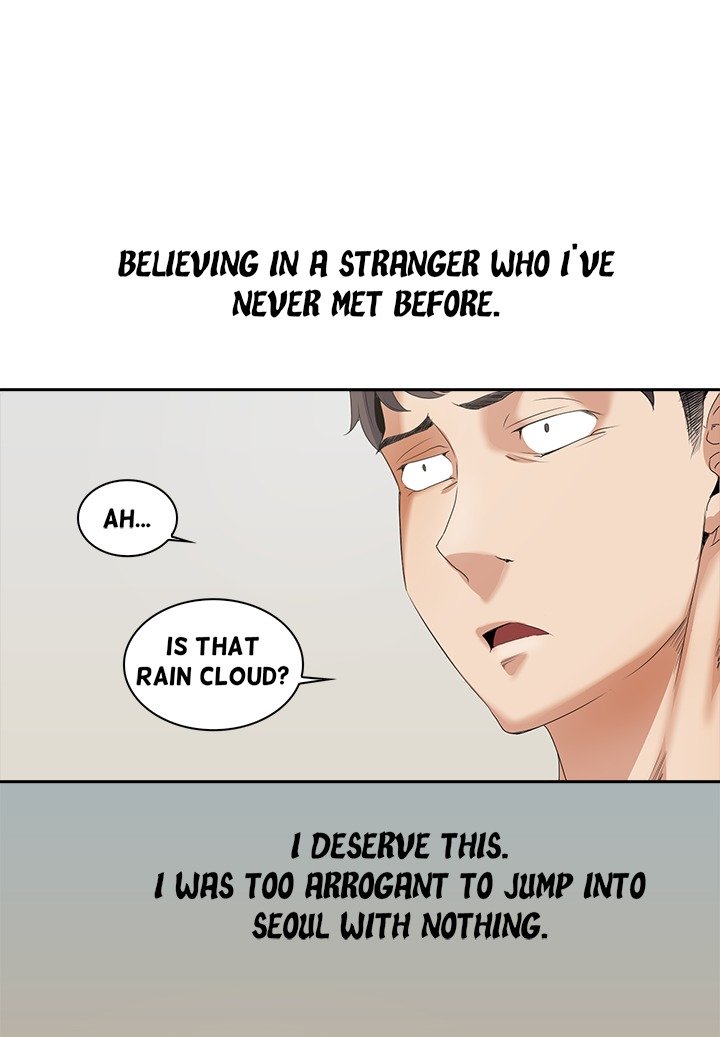 BELIEVING IN A STRANGER WHO I'VE
NEVER MET BEFORE.
AH...
IS THAT
RAIN CLOUD?
I DESERVE THIS.
I WAS TOO ARROGANT TO JUMP INTO
SEOUL WITH NOTHING.